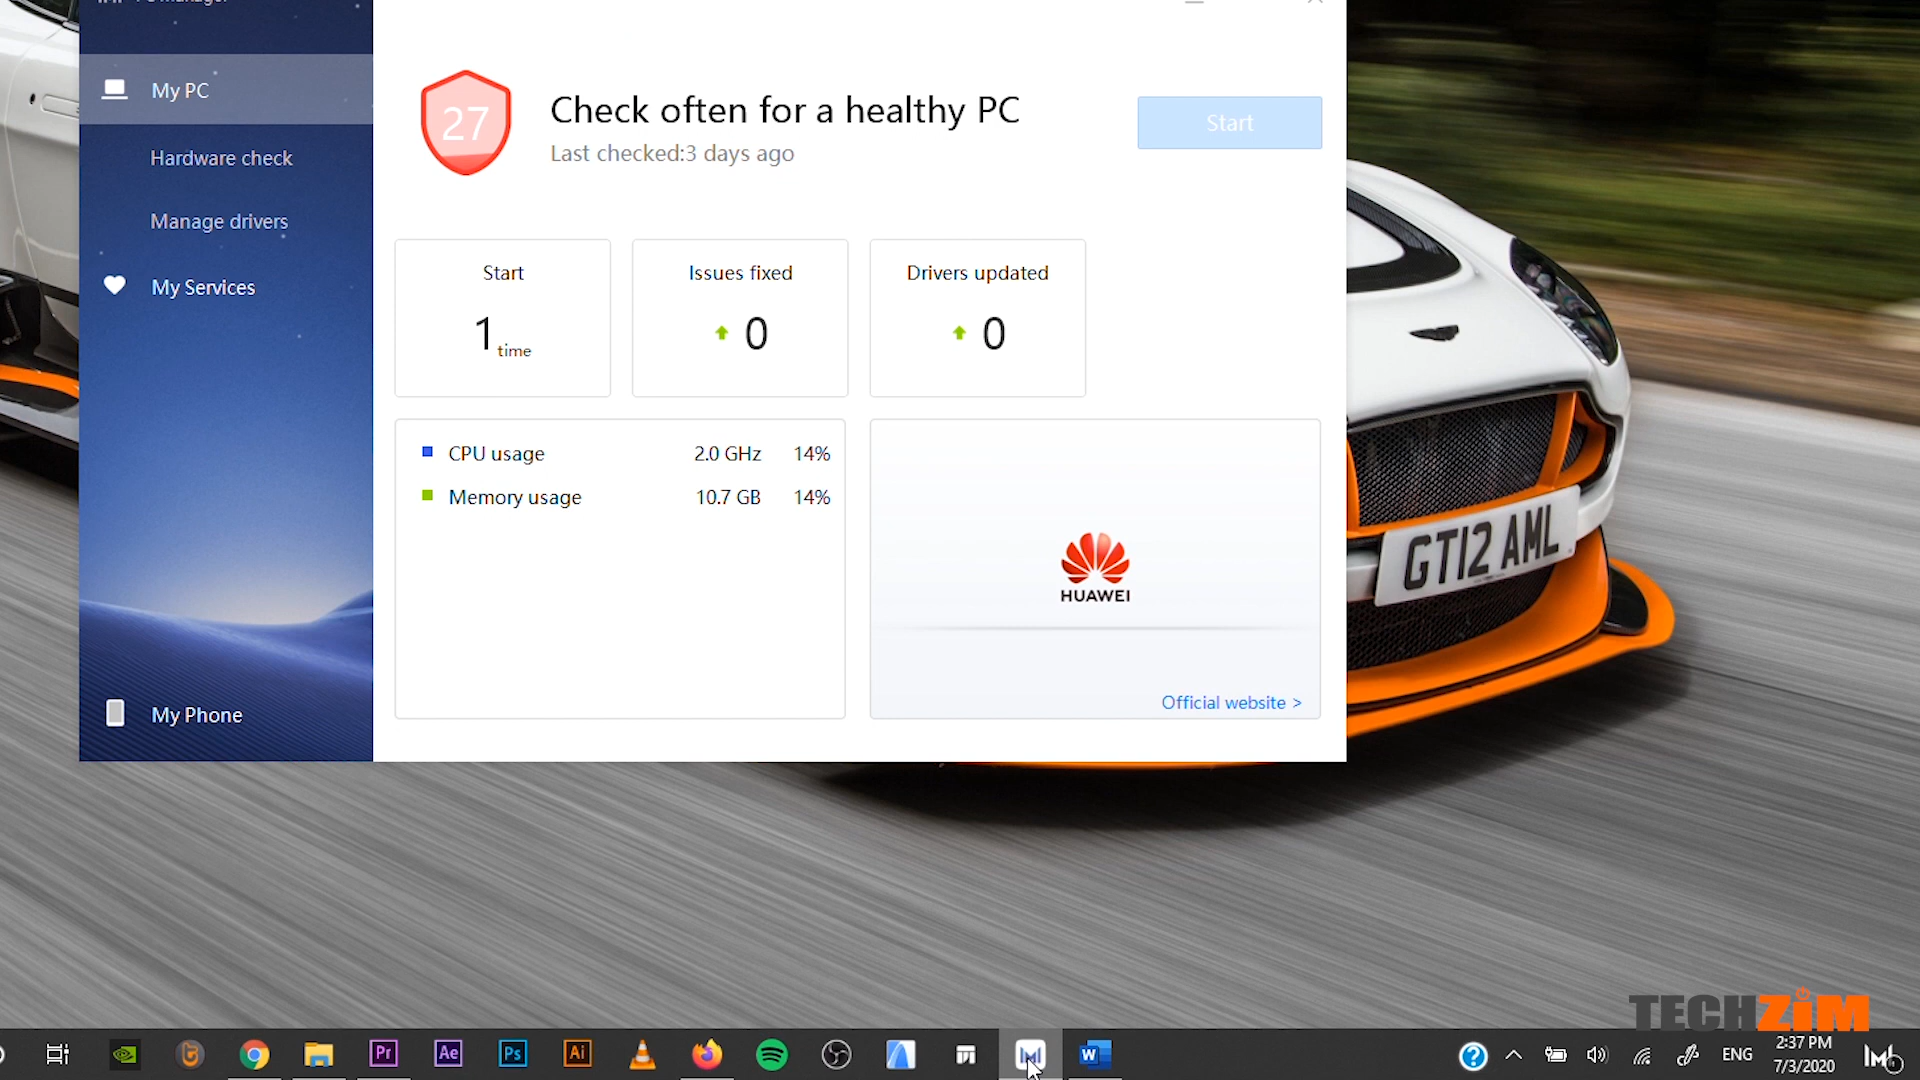 My PC
Hardware check
Manage drivers
My Services
My Phone
27
Check often for a healthy PC
Last checked:3 days ago
Start
Start
1 time
Issues fixed
0
Drivers updated
0
CPU usage 2.0 GHz 14%
Memory usage 10.7 GB 14%
HUAWEI
Official website >
GT12 AML
TECHZiM
Pr
Ae
Ps
Ai
W
?
ENG
2:37 PM
7/3/2020